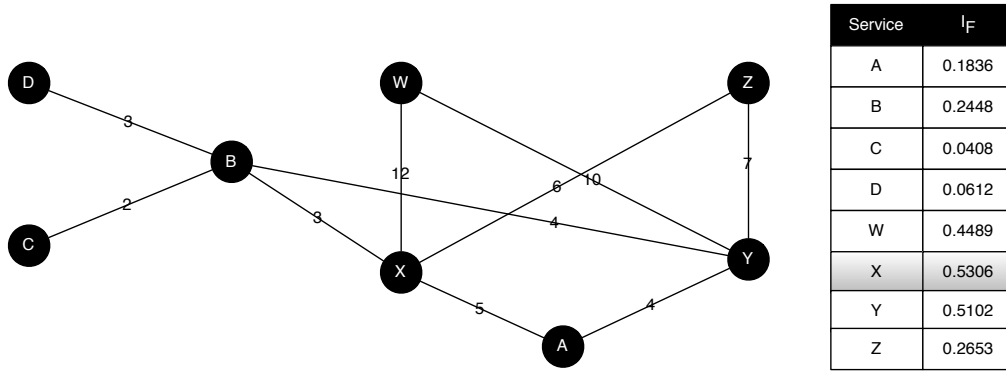 D
W
Z
3
B
12
6
10
7
2
3
4
C
X
Y
5
4
A
Service I_F
A 0.1836
B 0.2448
C 0.0408
D 0.0612
W 0.4489
X 0.5306
Y 0.5102
Z 0.2653